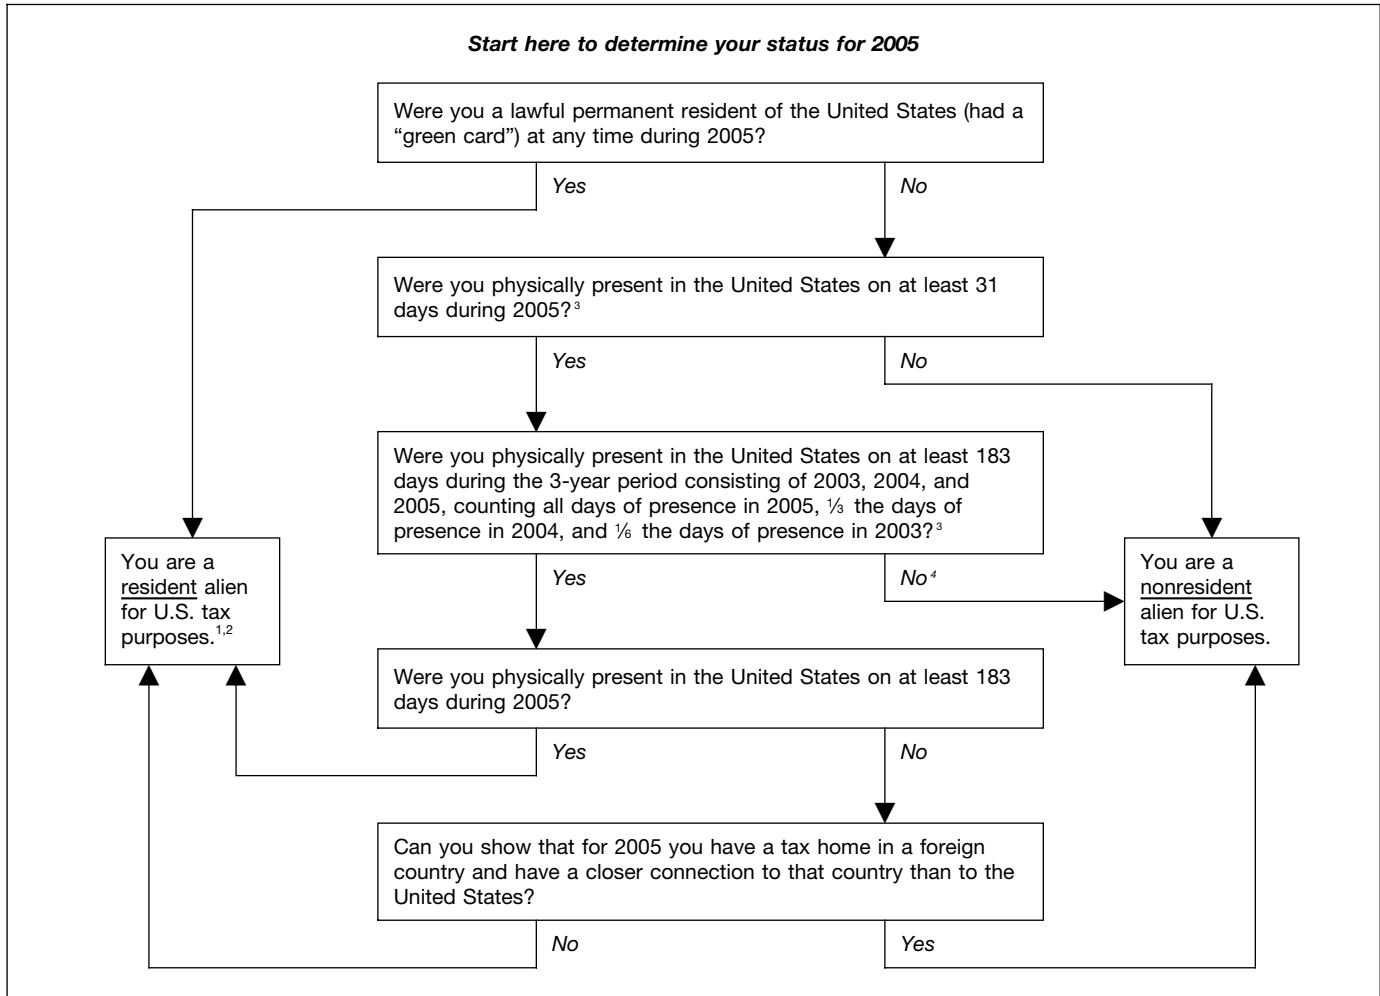 Start here to determine your status for 2005
Were you a lawful permanent resident of the United States (had a
“green card”) at any time during 2005?
Yes
No
Were you physically present in the United States on at least 31
days during 2005?³
Yes
No
Were you physically present in the United States on at least 183
days during the 3-year period consisting of 2003, 2004, and
2005, counting all days of presence in 2005, ⅓ the days of
presence in 2004, and ⅙ the days of presence in 2003?³
Yes
No⁴
You are a
resident alien
for U.S. tax
purposes.¹,²
You are a
nonresident
alien for U.S.
tax purposes.
Were you physically present in the United States on at least 183
days during 2005?
Yes
No
Can you show that for 2005 you have a tax home in a foreign
country and have a closer connection to that country than to the
United States?
No
Yes